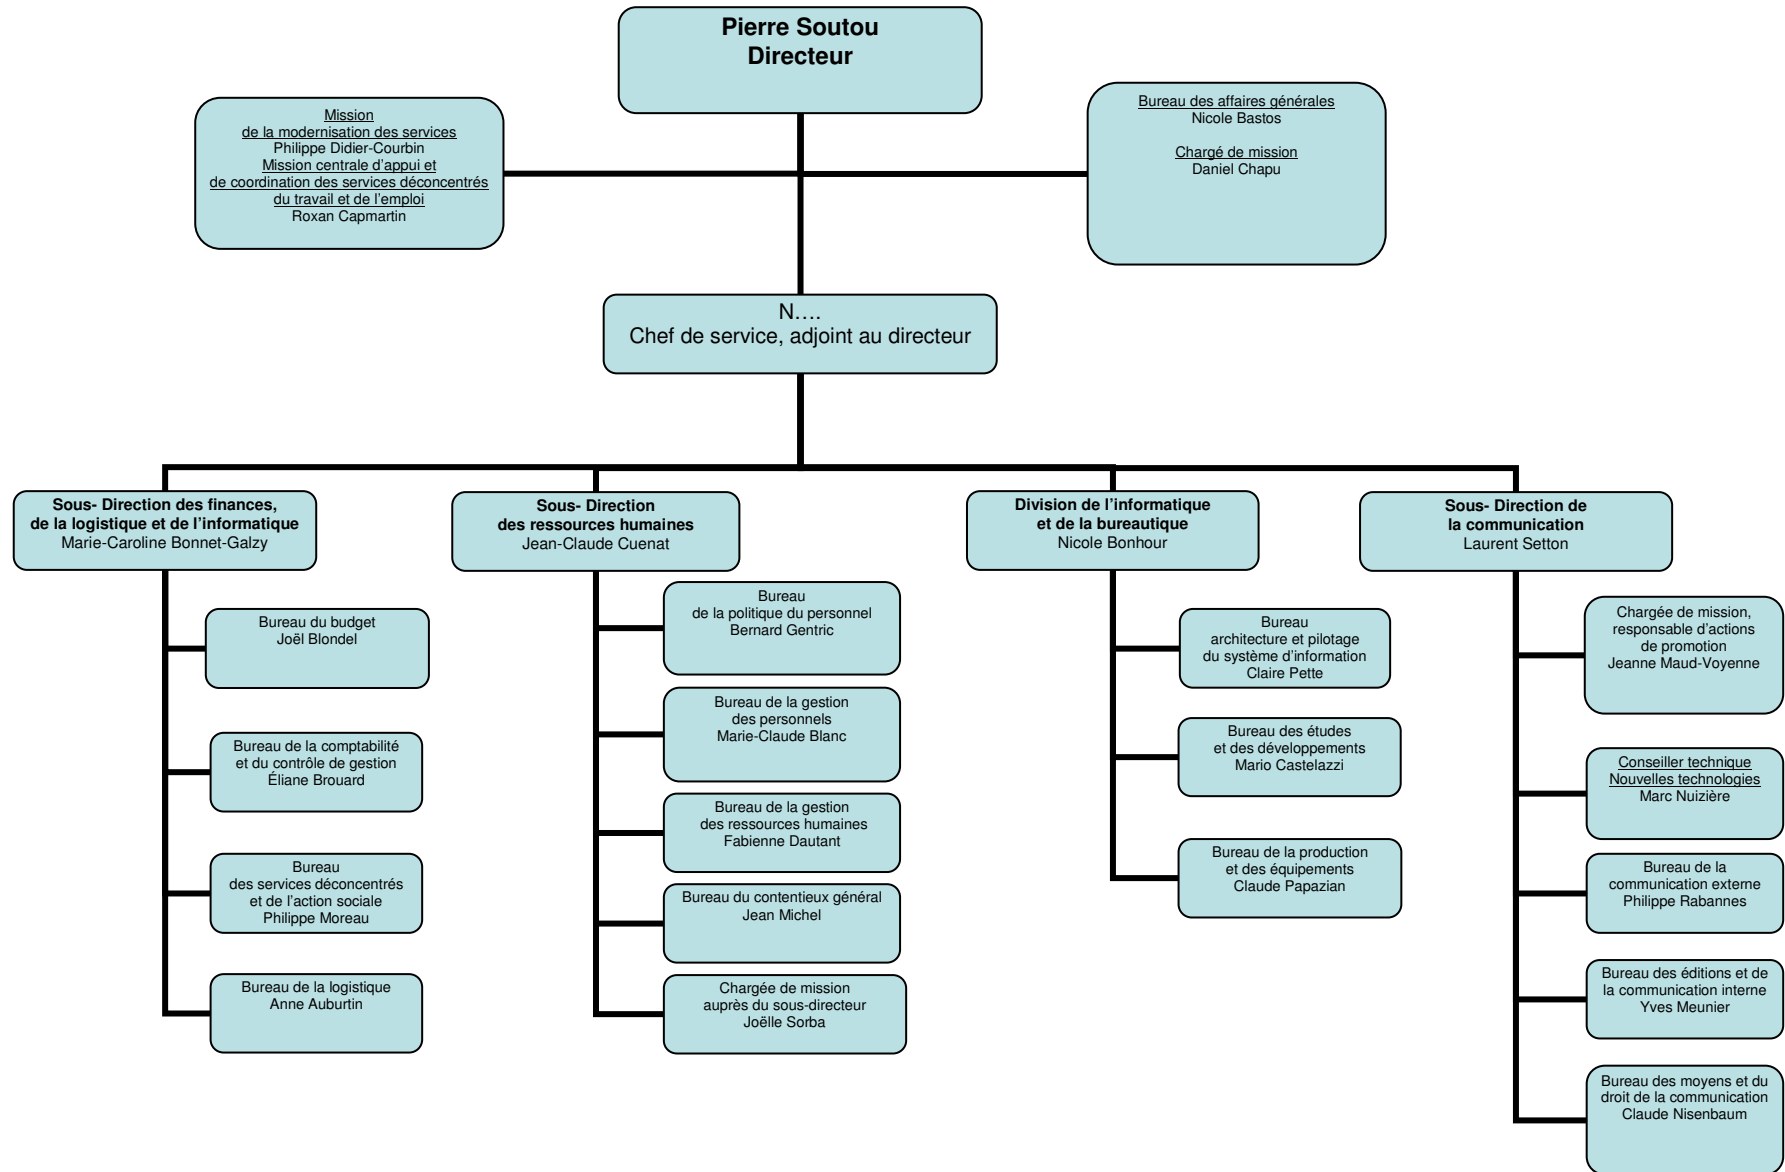 Pierre Soutou
Directeur
Mission
de la modernisation des services
Philippe Didier-Courbin
Mission centrale d'appui et
de coordination des services déconcentrés
du travail et de l'emploi
Roxan Capmartin
Bureau des affaires générales
Nicole Bastos
Chargé de mission
Daniel Chapu
N….
Chef de service, adjoint au directeur
Sous- Direction des finances,
de la logistique et de l'informatique
Marie-Caroline Bonnet-Galzy
Bureau du budget
Joël Blondel
Bureau de la comptabilité
et du contrôle de gestion
Éliane Brouard
Bureau
des services déconcentrés
et de l'action sociale
Philippe Moreau
Bureau de la logistique
Anne Auburtin
Sous- Direction
des ressources humaines
Jean-Claude Cuenat
Bureau
de la politique du personnel
Bernard Gentric
Bureau de la gestion
des personnels
Marie-Claude Blanc
Bureau de la gestion
des ressources humaines
Fabienne Dautant
Bureau du contentieux général
Jean Michel
Chargée de mission
auprès du sous-directeur
Joëlle Sorba
Division de l'informatique
et de la bureautique
Nicole Bonhour
Bureau
architecture et pilotage
du système d'information
Claire Pette
Bureau des études
et des développements
Mario Castelazzi
Bureau de la production
et des équipements
Claude Papazian
Sous- Direction de
la communication
Laurent Setton
Chargée de mission,
responsable d'actions
de promotion
Jeanne Maud-Voyenne
Conseiller technique
Nouvelles technologies
Marc Nuizière
Bureau de la
communication externe
Philippe Rabannes
Bureau des éditions et de
la communication interne
Yves Meunier
Bureau des moyens et du
droit de la communication
Claude Nisenbaum